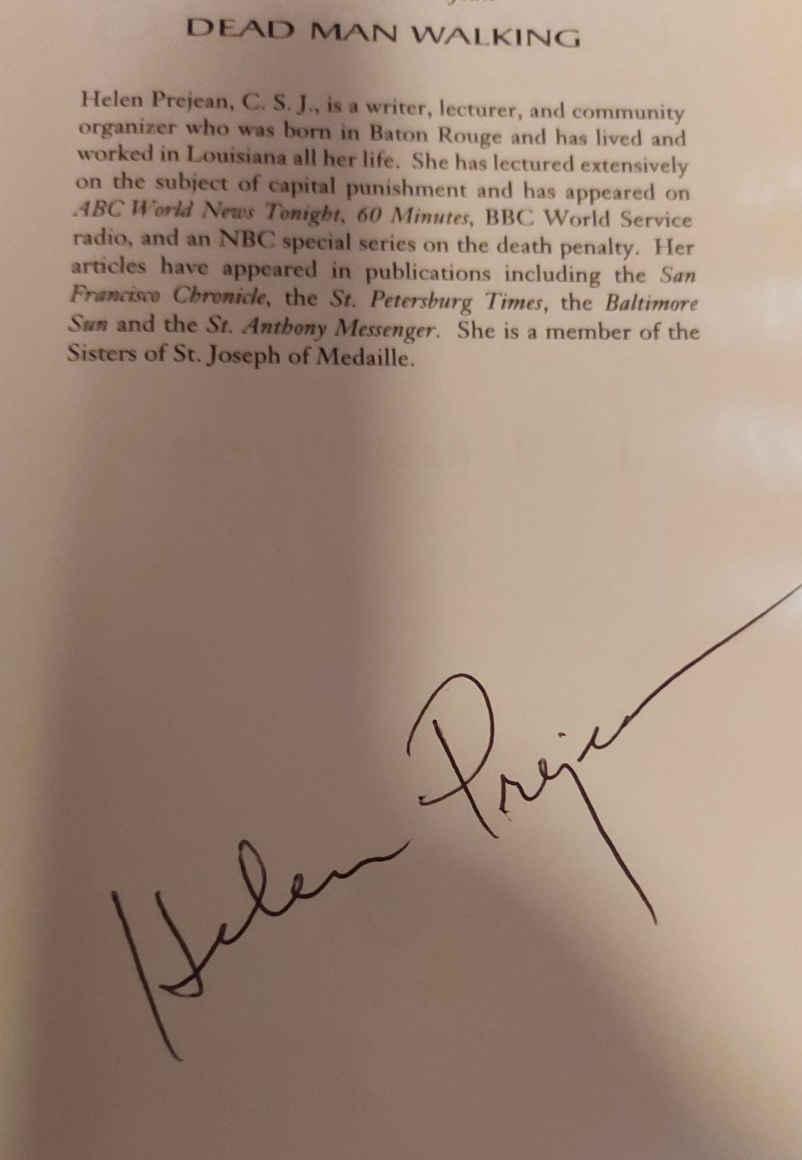 DEAD MAN WALKING
Helen Prejean, C. S. J., is a writer, lecturer, and community
organizer who was born in Baton Rouge and has lived and
worked in Louisiana all her life. She has lectured extensively
on the subject of capital punishment and has appeared on
ABC World News Tonight, 60 Minutes, BBC World Service
radio, and an NBC special series on the death penalty. Her
articles have appeared in publications including the San
Francisco Chronicle, the St. Petersburg Times, the Baltimore
Sun and the St. Anthony Messenger. She is a member of the
Sisters of St. Joseph of Medaille.
Helen Prejean